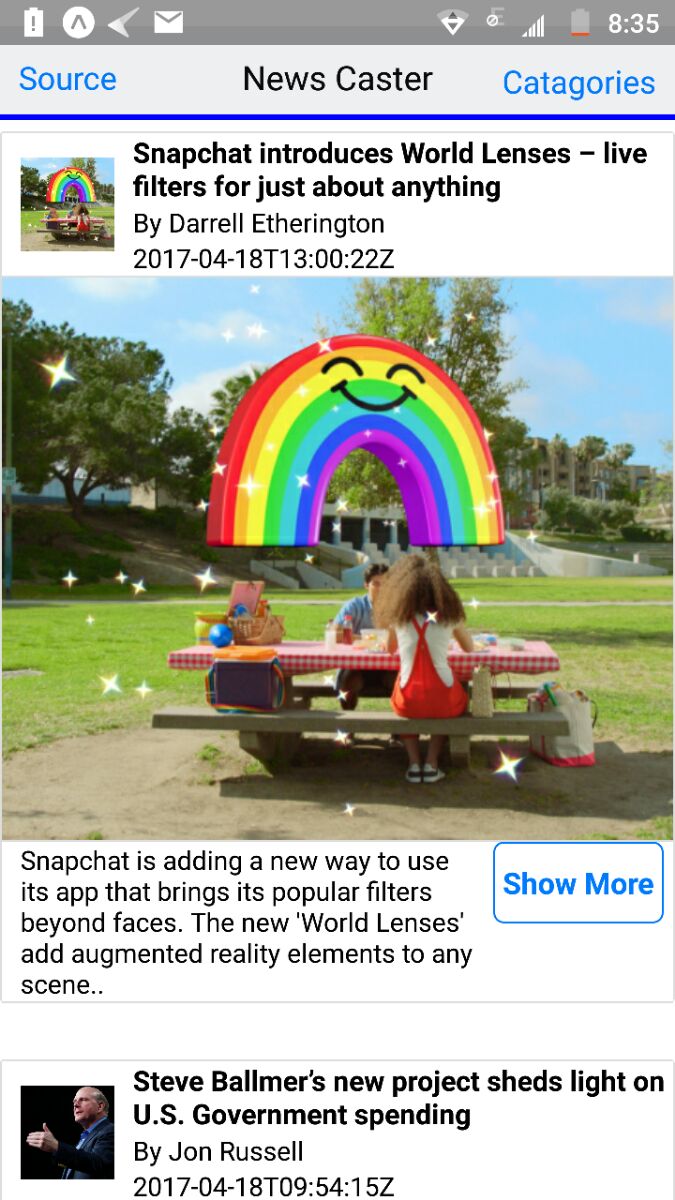 8:35
Source News Caster Catagories
Snapchat introduces World Lenses – live
filters for just about anything
By Darrell Etherington
2017-04-18T13:00:22Z
Snapchat is adding a new way to use
its app that brings its popular filters
beyond faces. The new 'World Lenses'
add augmented reality elements to any
scene..
Show More
Steve Ballmer’s new project sheds light on
U.S. Government spending
By Jon Russell
2017-04-18T09:54:15Z